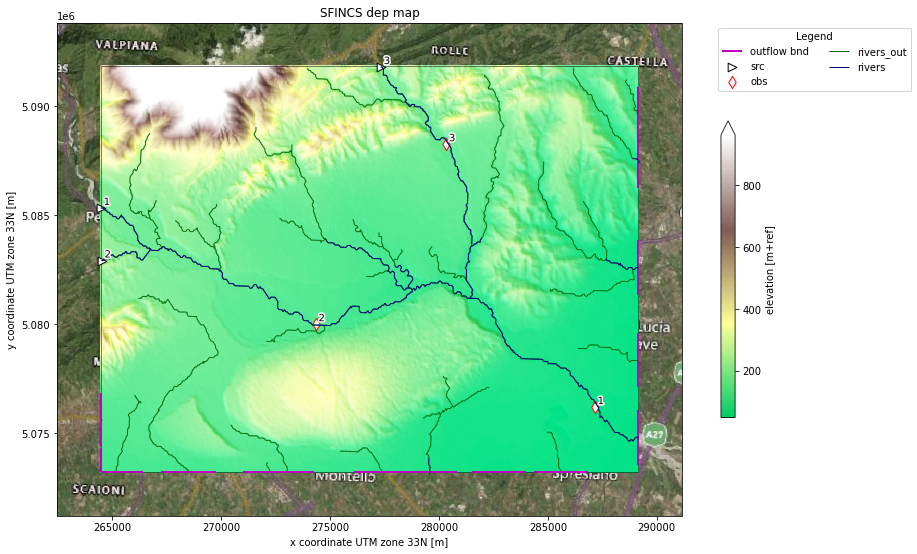 SFINCS dep map
1e6
VALPIANA
ROLLE
CASTELLA
as
3
3
1
Pe
2
2
1
M
Lucia
ve
A27
Montello
Spresiano
SCAIONI
5.090
5.085
5.080
5.075
y coordinate UTM zone 33N [m]
265000 270000 275000 280000 285000 290000
x coordinate UTM zone 33N [m]
Legend
outflow bnd
src
obs
rivers_out
rivers
800
600
400
200
elevation [m+ref]